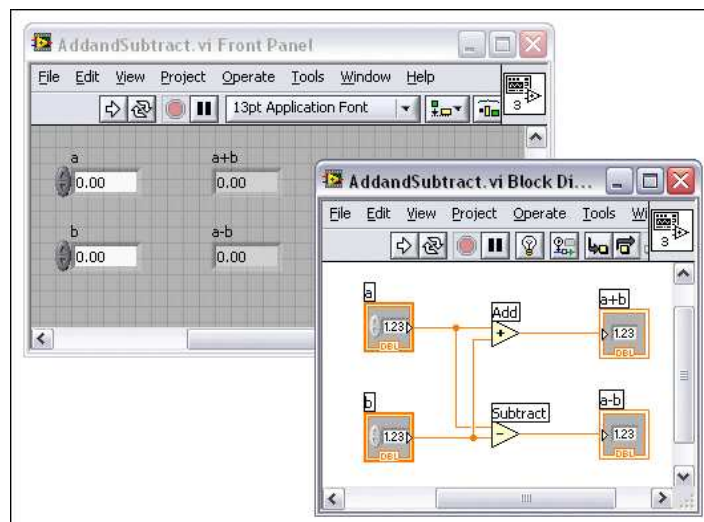 AddandSubtract.vi Front Panel
File Edit View Project Operate Tools Window Help
13pt Application Font
3
a
0.00
a+b
0.00
b
0.00
a-b
0.00
AddandSubtract.vi Block Di...
File Edit View Project Operate Tools Wi
3
a
1.23
DBL
Add
+
a+b
1.23
DBL
b
1.23
DBL
Subtract
-
a-b
1.23
DBL